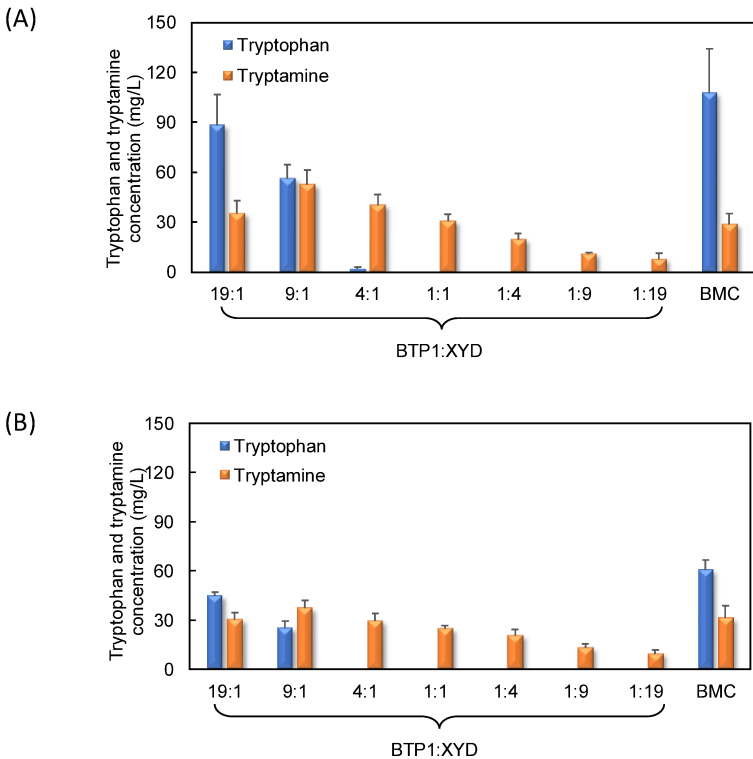 (A)
Tryptophan and tryptamine
concentration (mg/L)
150
120
90
60
30
0
Tryptophan
Tryptamine
19:1 9:1 4:1 1:1 1:4 1:9 1:19 BMC
BTP1:XYD
(B)
Tryptophan and tryptamine
concentration (mg/L)
150
120
90
60
30
0
Tryptophan
Tryptamine
19:1 9:1 4:1 1:1 1:4 1:9 1:19 BMC
BTP1:XYD